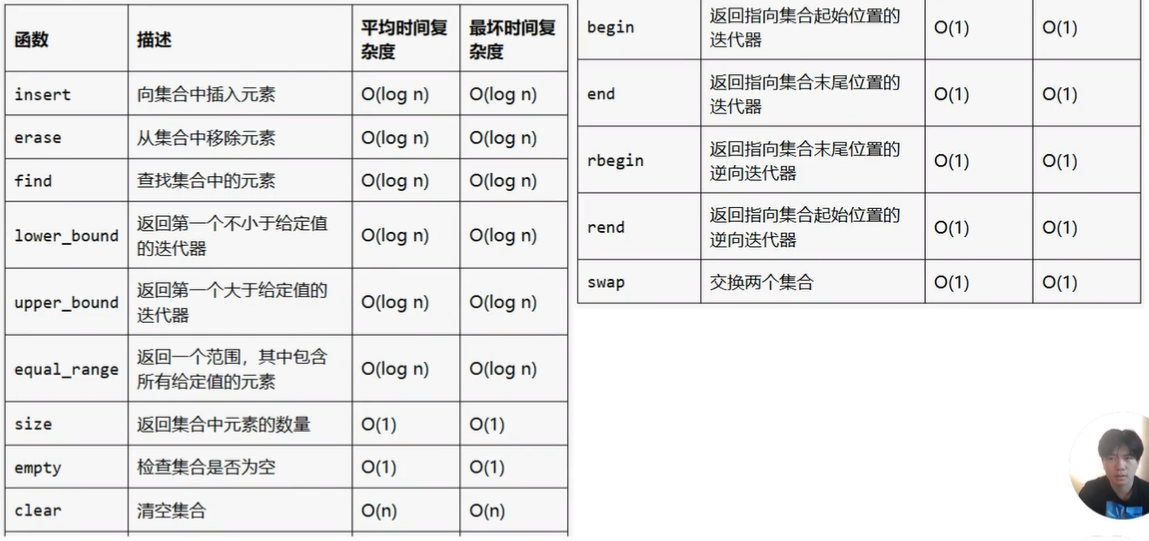 函数 描述 平均时间复 最坏时间复
杂度 杂度
insert 向集合中插入元素 O(log n) O(log n)
erase 从集合中移除元素 O(log n) O(log n)
find 查找集合中的元素 O(log n) O(log n)
lower_bound 返回第一个不小于给定值 O(log n) O(log n)
的迭代器
upper_bound 返回第一个大于给定值的 O(log n) O(log n)
迭代器
equal_range 返回一个范围，其中包含 O(log n) O(log n)
所有给定值的元素
size 返回集合中元素的数量 O(1) O(1)
empty 检查集合是否为空 O(1) O(1)
clear 清空集合 O(n) O(n)
begin 返回指向集合起始位置的 O(1) O(1)
迭代器
end 返回指向集合末尾位置的 O(1) O(1)
迭代器
rbegin 返回指向集合末尾位置的 O(1) O(1)
逆向迭代器
rend 返回指向集合起始位置的 O(1) O(1)
逆向迭代器
swap 交换两个集合 O(1) O(1)